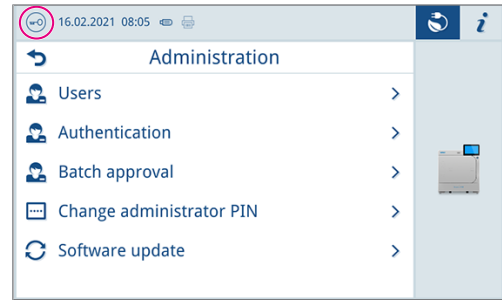 16.02.2021 08:05
Administration
Users
Authentication
Batch approval
Change administrator PIN
Software update